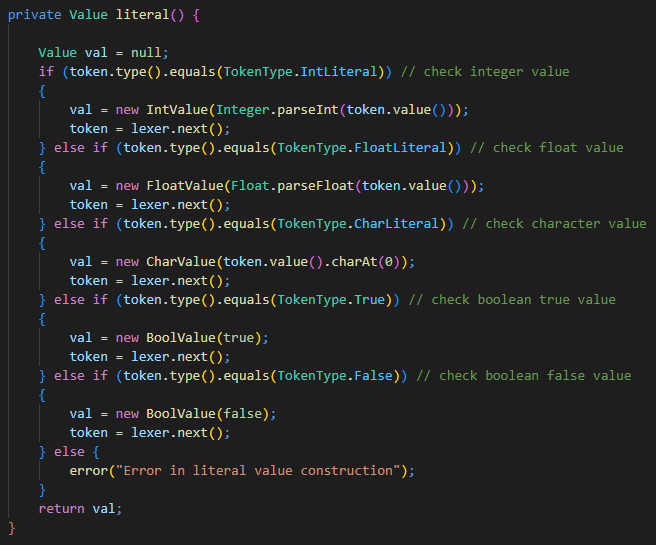 private Value literal() {
Value val = null;
if (token.type().equals(TokenType.IntLiteral)) // check integer value
{
val = new IntValue(Integer.parseInt(token.value()));
token = lexer.next();
} else if (token.type().equals(TokenType.FloatLiteral)) // check float value
{
val = new FloatValue(Float.parseFloat(token.value()));
token = lexer.next();
} else if (token.type().equals(TokenType.CharLiteral)) // check character value
{
val = new CharValue(token.value().charAt(0));
token = lexer.next();
} else if (token.type().equals(TokenType.True)) // check boolean true value
{
val = new BoolValue(true);
token = lexer.next();
} else if (token.type().equals(TokenType.False)) // check boolean false value
{
val = new BoolValue(false);
token = lexer.next();
} else {
error("Error in literal value construction");
}
return val;
}